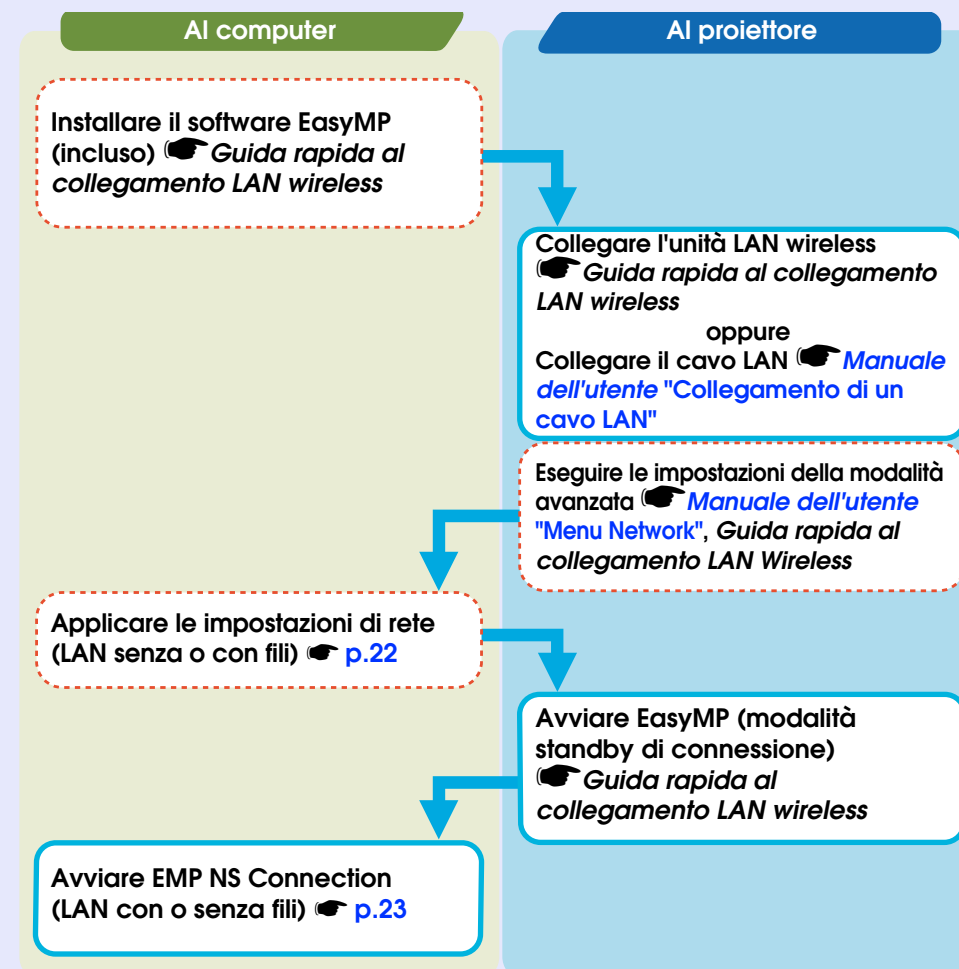 Al computer
Al proiettore
Installare il software EasyMP
(incluso) ☛ Guida rapida al
collegamento LAN wireless
Collegare l'unità LAN wireless
☛ Guida rapida al collegamento
LAN wireless
oppure
Collegare il cavo LAN ☛ Manuale
dell'utente "Collegamento di un
cavo LAN"
Eseguire le impostazioni della modalità
avanzata ☛ Manuale dell'utente
"Menu Network", Guida rapida al
collegamento LAN Wireless
Applicare le impostazioni di rete
(LAN senza o con fili) ☛ p.22
Avviare EasyMP (modalità
standby di connessione)
☛ Guida rapida al
collegamento LAN wireless
Avviare EMP NS Connection
(LAN con o senza fili) ☛ p.23